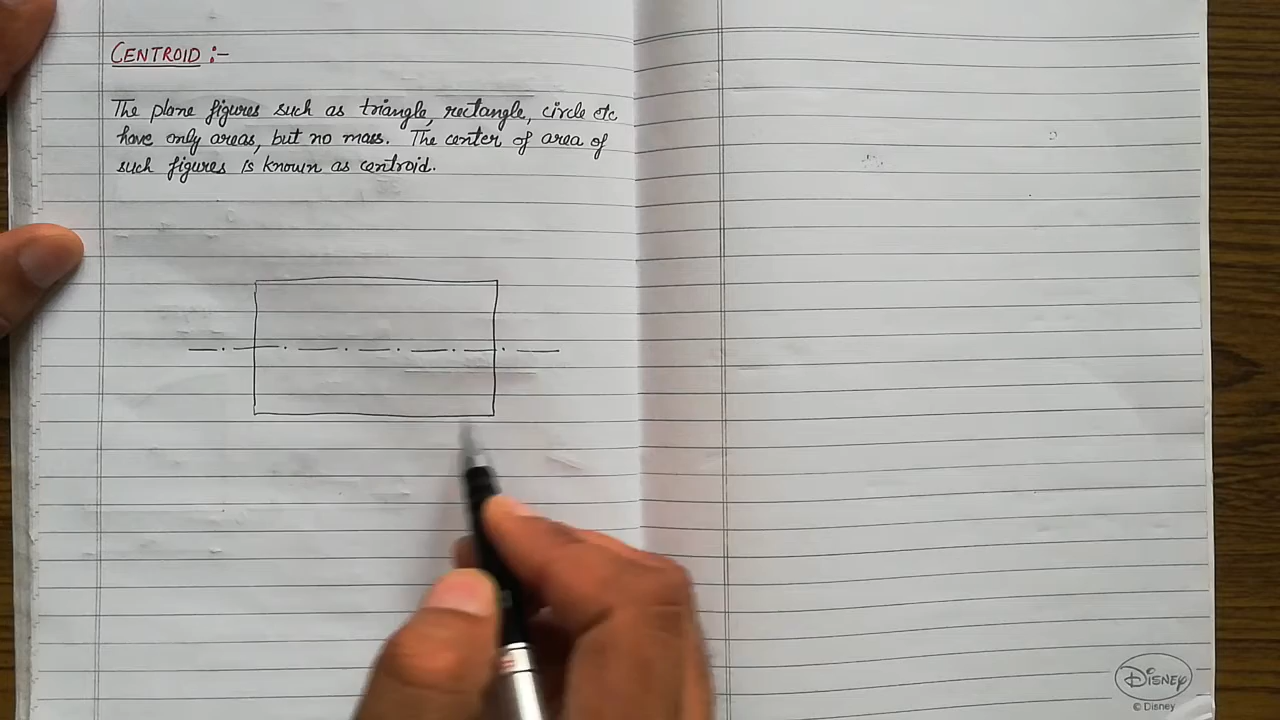 CENTROID :-
The plane figures such as triangle, rectangle, circle etc
have only areas, but no mass. The center of area of
such figures is known as centroid.
DISNEY
© Disney